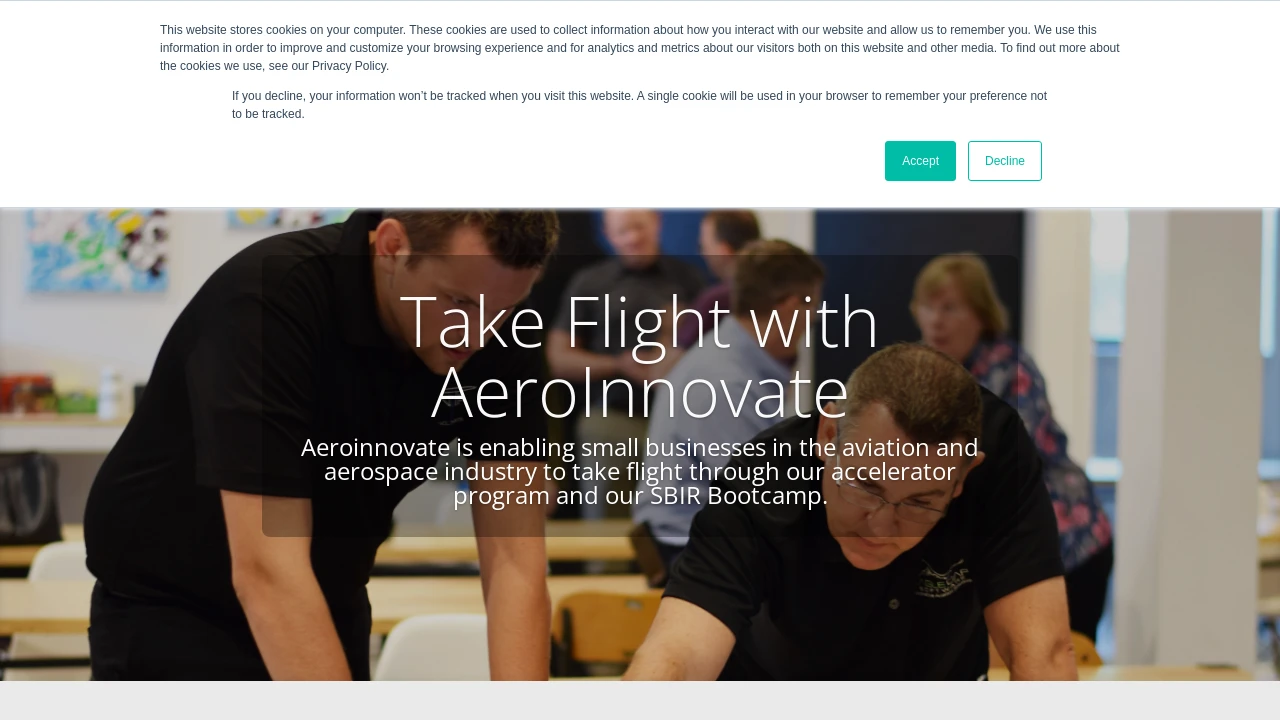 This website stores cookies on your computer. These cookies are used to collect information about how you interact with our website and allow us to remember you. We use this
information in order to improve and customize your browsing experience and for analytics and metrics about our visitors both on this website and other media. To find out more about
the cookies we use, see our Privacy Policy.
If you decline, your information won't be tracked when you visit this website. A single cookie will be used in your browser to remember your preference not
to be tracked.
Accept Decline
Take Flight with
AeroInnovate
Aeroinnovate is enabling small businesses in the aviation and
aerospace industry to take flight through our accelerator
program and our SBIR Bootcamp.